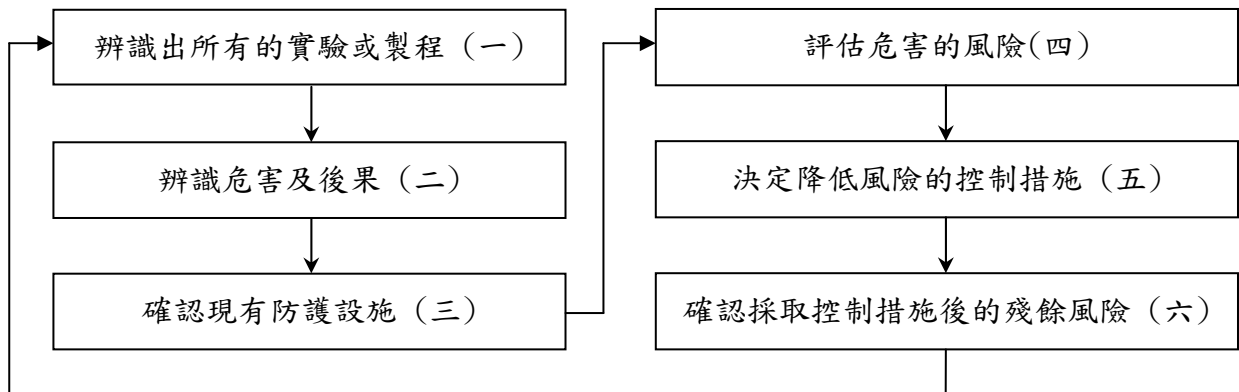 辨識出所有的實驗或製程（一）
辨識危害及後果（二）
確認現有防護設施（三）
評估危害的風險(四)
決定降低風險的控制措施（五）
確認採取控制措施後的殘餘風險（六）